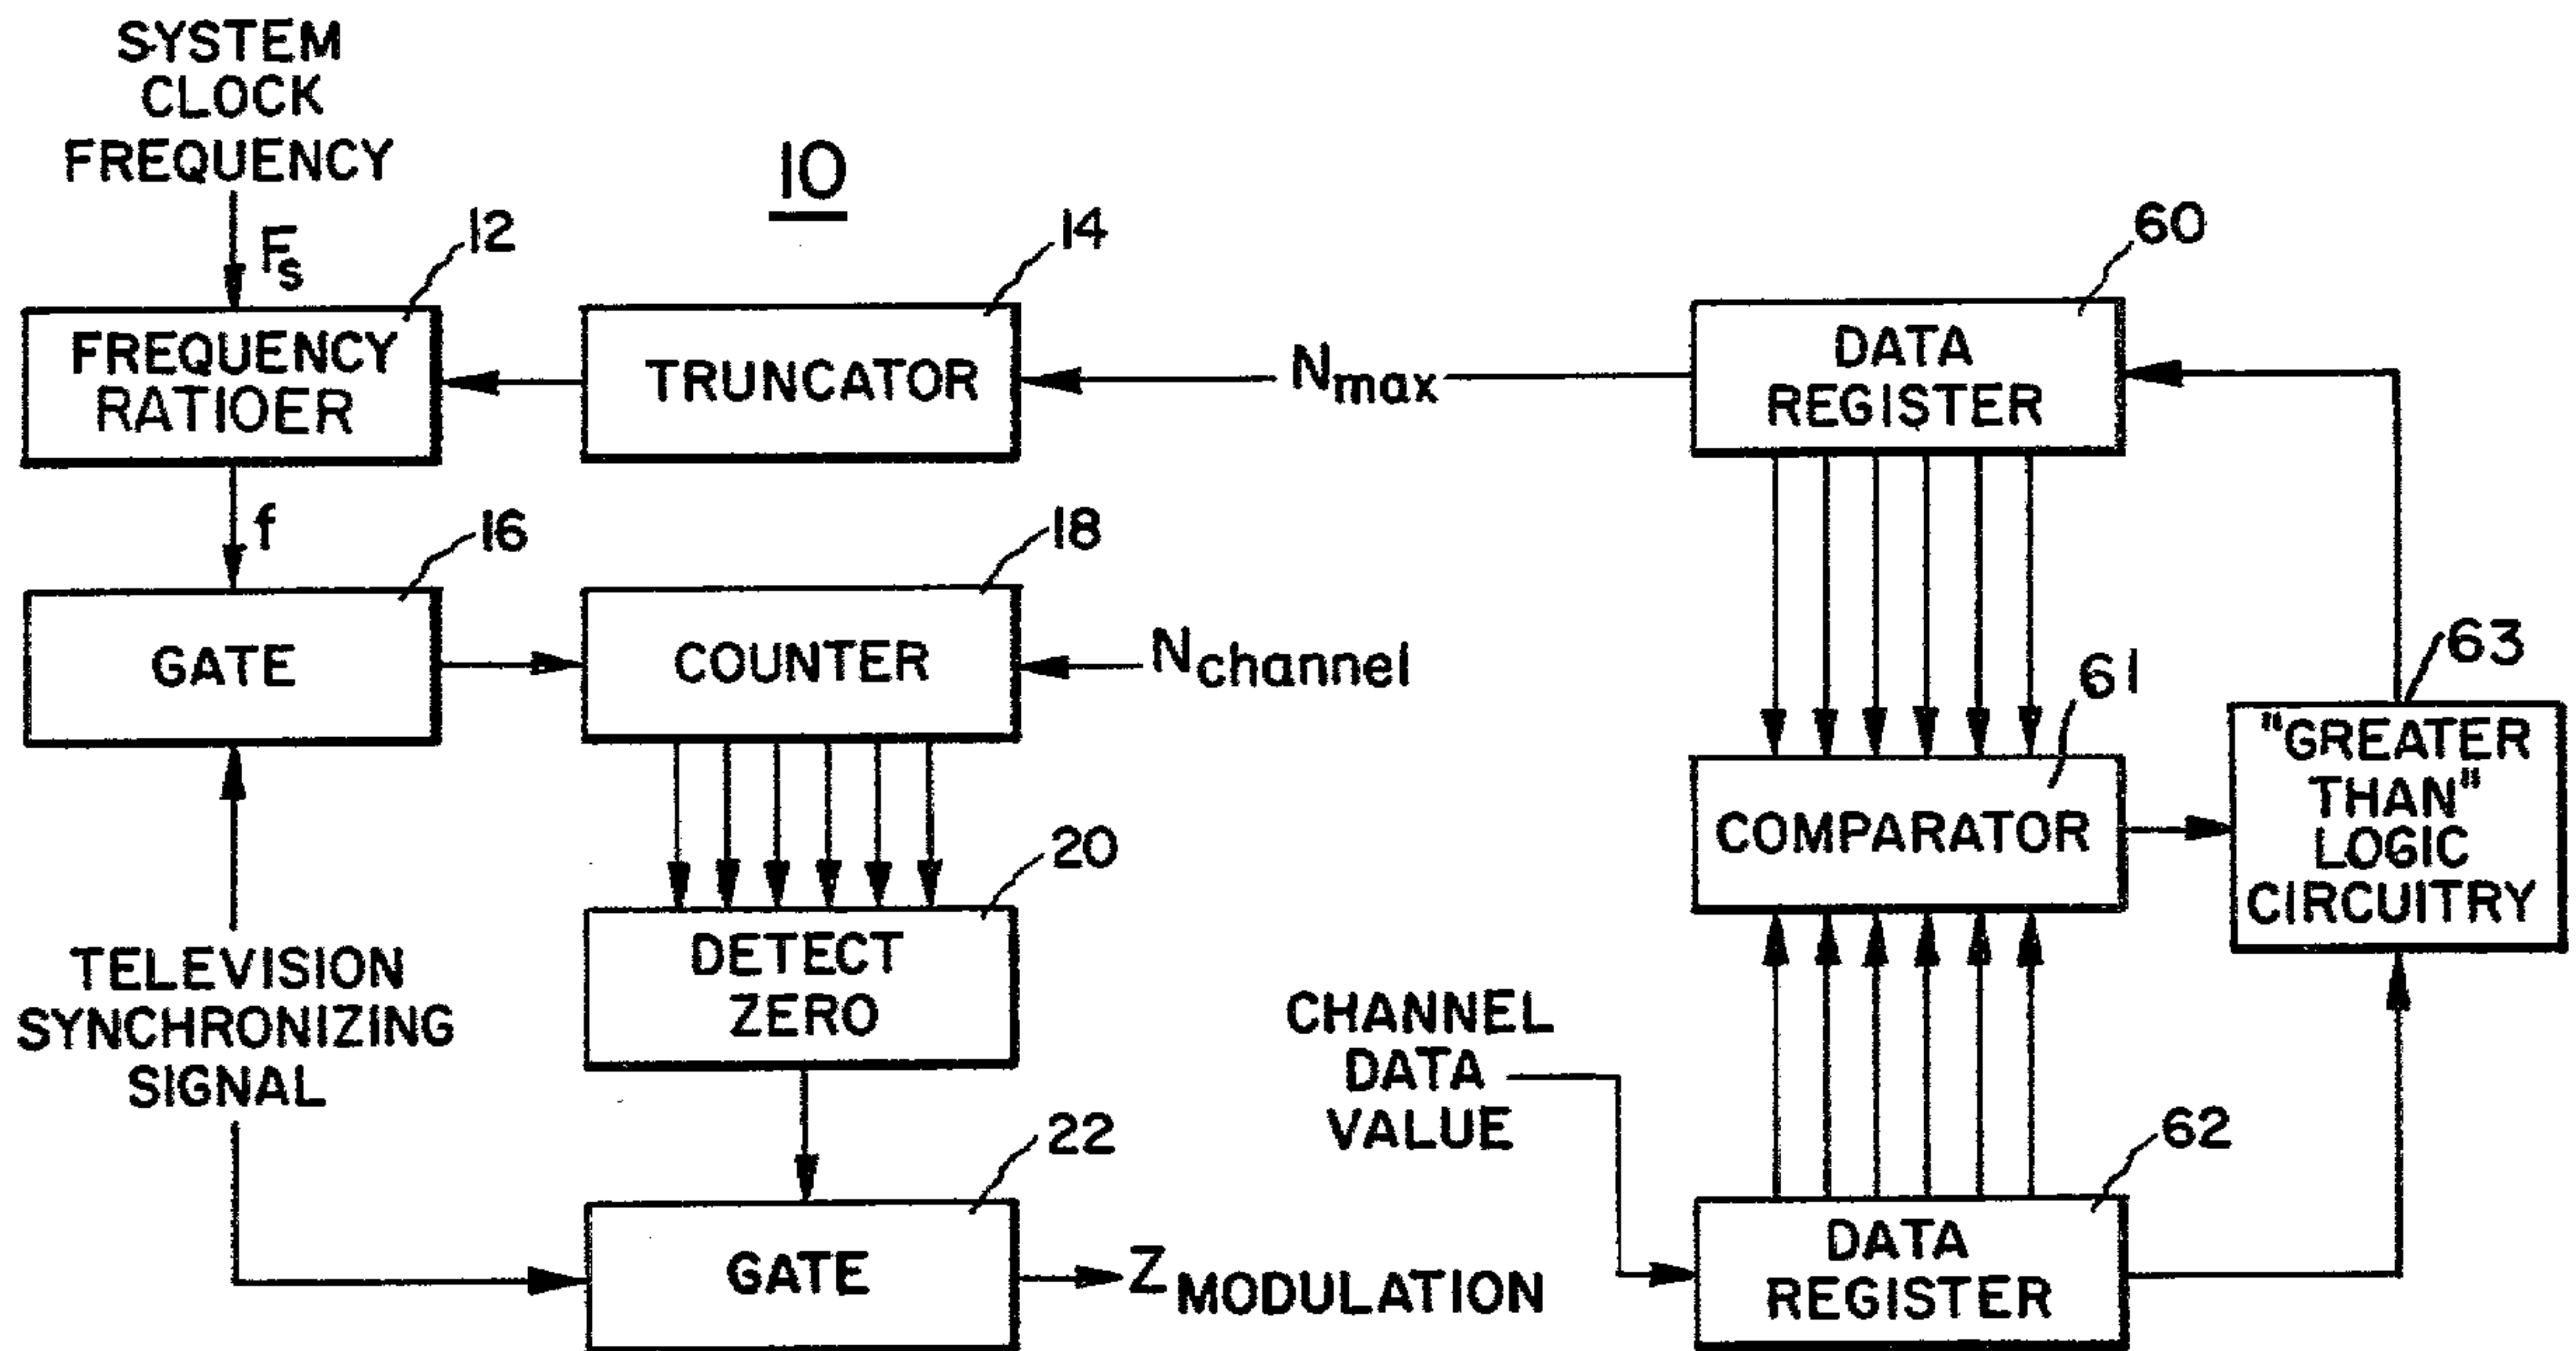 SYSTEM
CLOCK
FREQUENCY
10
Fs
12
14
60
FREQUENCY
RATIOER
TRUNCATOR
Nmax
DATA
REGISTER
f
16
18
GATE
COUNTER
Nchannel
61
63
"GREATER
THAN"
LOGIC
CIRCUITRY
COMPARATOR
20
DETECT
ZERO
TELEVISION
SYNCHRONIZING
SIGNAL
CHANNEL
DATA
VALUE
22
62
GATE
Z MODULATION
DATA
REGISTER